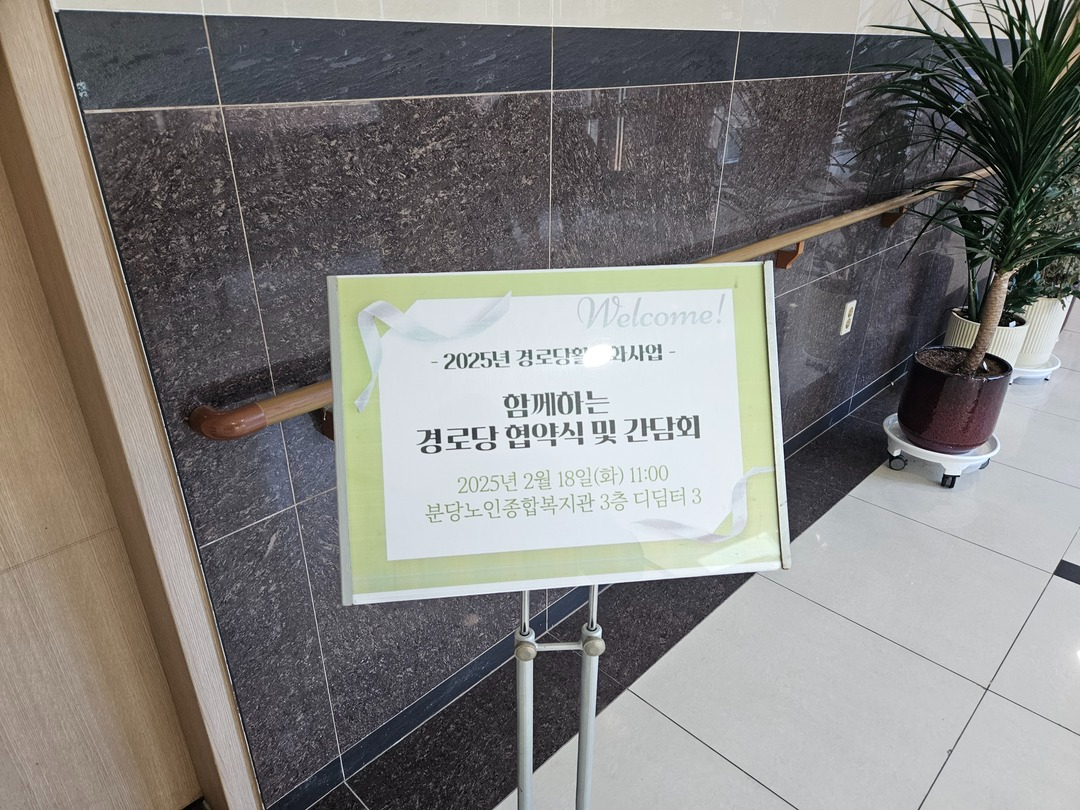 Welcome!
- 2025년 경로당활 화사업 -
함께하는
경로당 협약식 및 간담회
2025년 2월 18일(화) 11:00
분당노인종합복지관 3층 디딤터 3